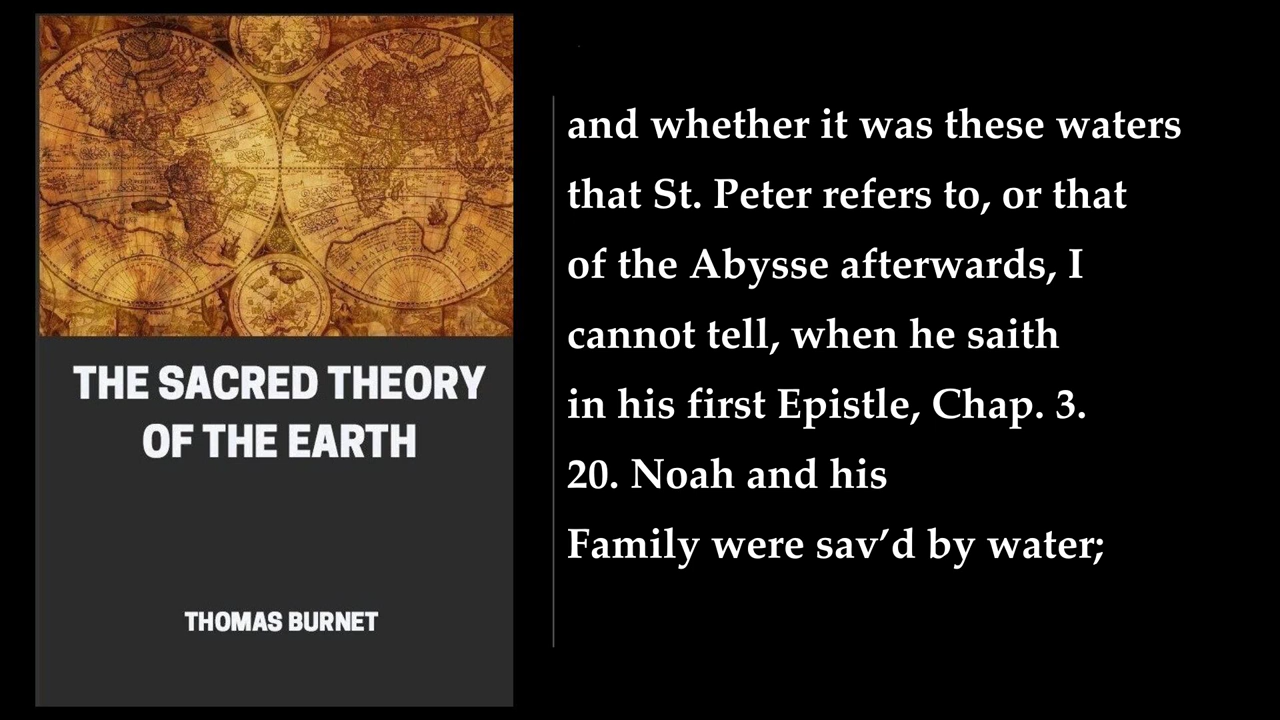 THE SACRED THEORY
OF THE EARTH
THOMAS BURNET
and whether it was these waters
that St. Peter refers to, or that
of the Abysse afterwards, I
cannot tell, when he saith
in his first Epistle, Chap. 3.
20. Noah and his
Family were sav’d by water;